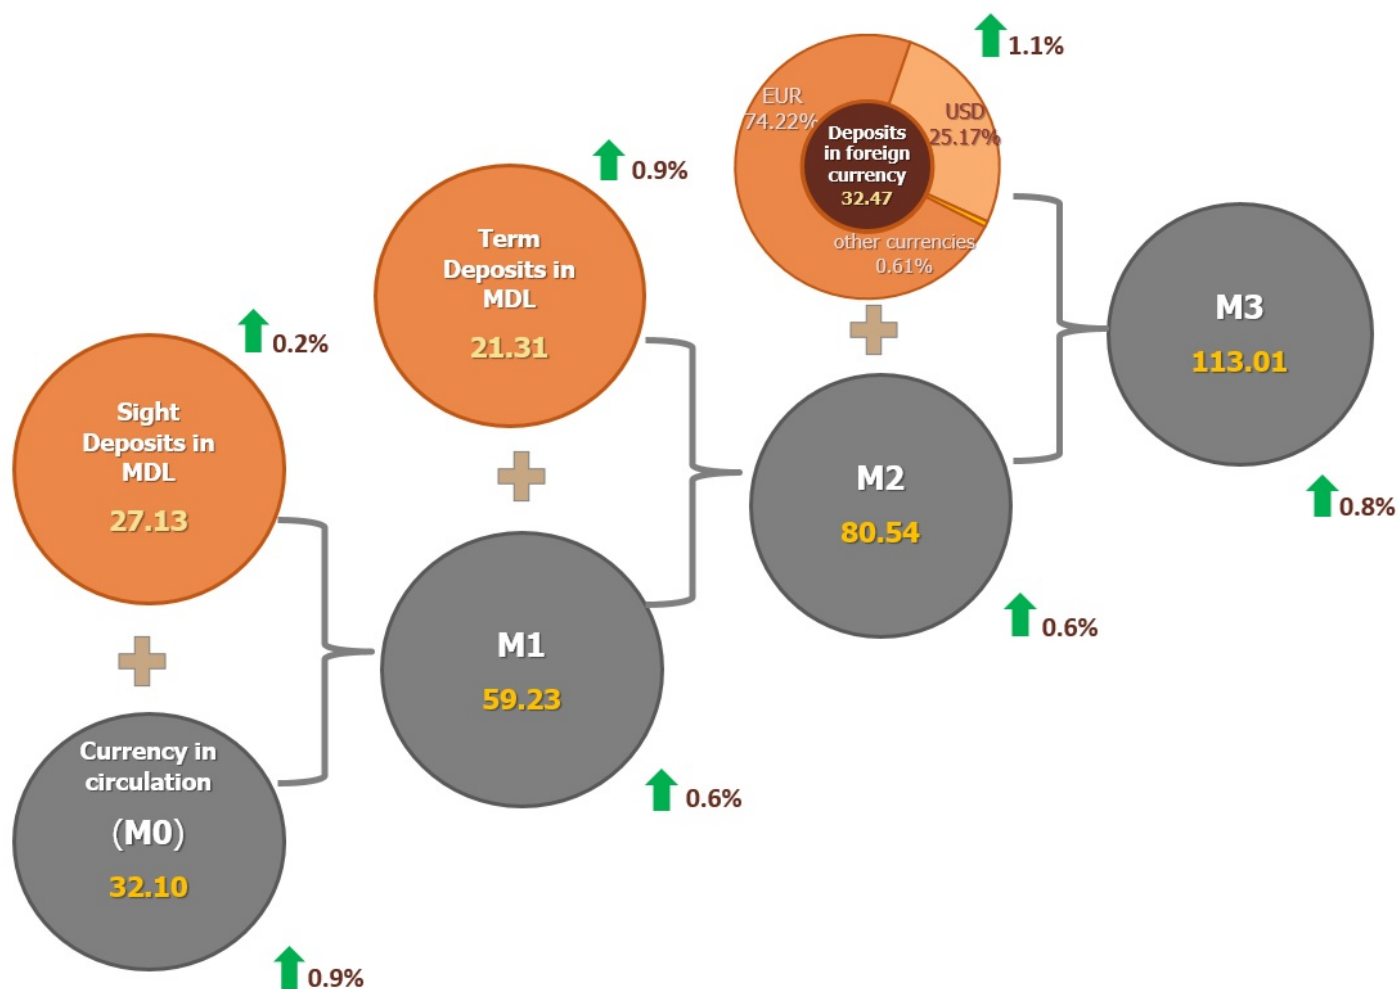 1.1%
EUR
74.22%
USD
25.17%
Deposits
in foreign
currency
32.47
other currencies
0.61%
0.9%
Term
Deposits in
MDL
21.31
M3
113.01
0.8%
0.2%
Sight
Deposits in
MDL
27.13
M2
80.54
0.6%
M1
59.23
0.6%
Currency in
circulation
(M0)
32.10
0.9%